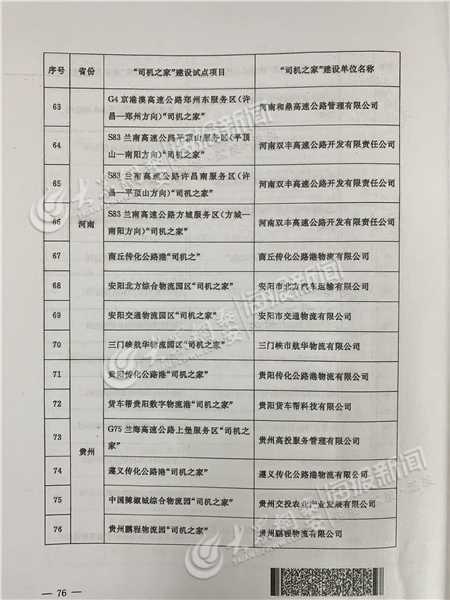 序号 省份 “司机之家”建设试点项目 “司机之家”建设单位名称
63 G4京港澳高速公路郑州东服务区(许 河南和鼎高速公路管理有限公司
昌—郑州方向)“司机之家”
64 S83兰南高速公路平顶山服务区(平顶 河南双丰高速公路开发有限责任公司
山—南阳方向)“司机之家”
65 S83兰南高速公路许昌南服务区(许 河南双丰高速公路开发有限责任公司
昌—平顶山方向)“司机之家”
66 河南 S83兰南高速公路方城服务区(方城— 河南双丰高速公路开发有限责任公司
南阳方向)“司机之家”
67 商丘传化公路港“司机之” 商丘传化公路港物流有限公司
68 安阳北方综合物流园区“司机之家” 安阳市北方汽车运输有限公司
69 安阳交通物流园区“司机之家” 安阳市交通物流有限公司
70 三门峡航华物流园区“司机之家” 三门峡市航华物流有限公司
71 贵阳传化公路港“司机之家” 贵阳传化公路港物流有限公司
72 货车帮贵阳数字物流港“司机之家” 贵阳货车帮科技有限公司
73 贵州 G75兰海高速公路上堡服务区“司机之 贵州高投服务管理有限公司
家”
74 遵义传化公路港“司机之家” 遵义传化公路港物流有限公司
75 中国辣椒城综合物流园“司机之家” 贵州交投农业产业发展有限公司
76 贵州鹏程物流园“司机之家” 贵州鹏程物流有限公司
— 76 —
海报新闻